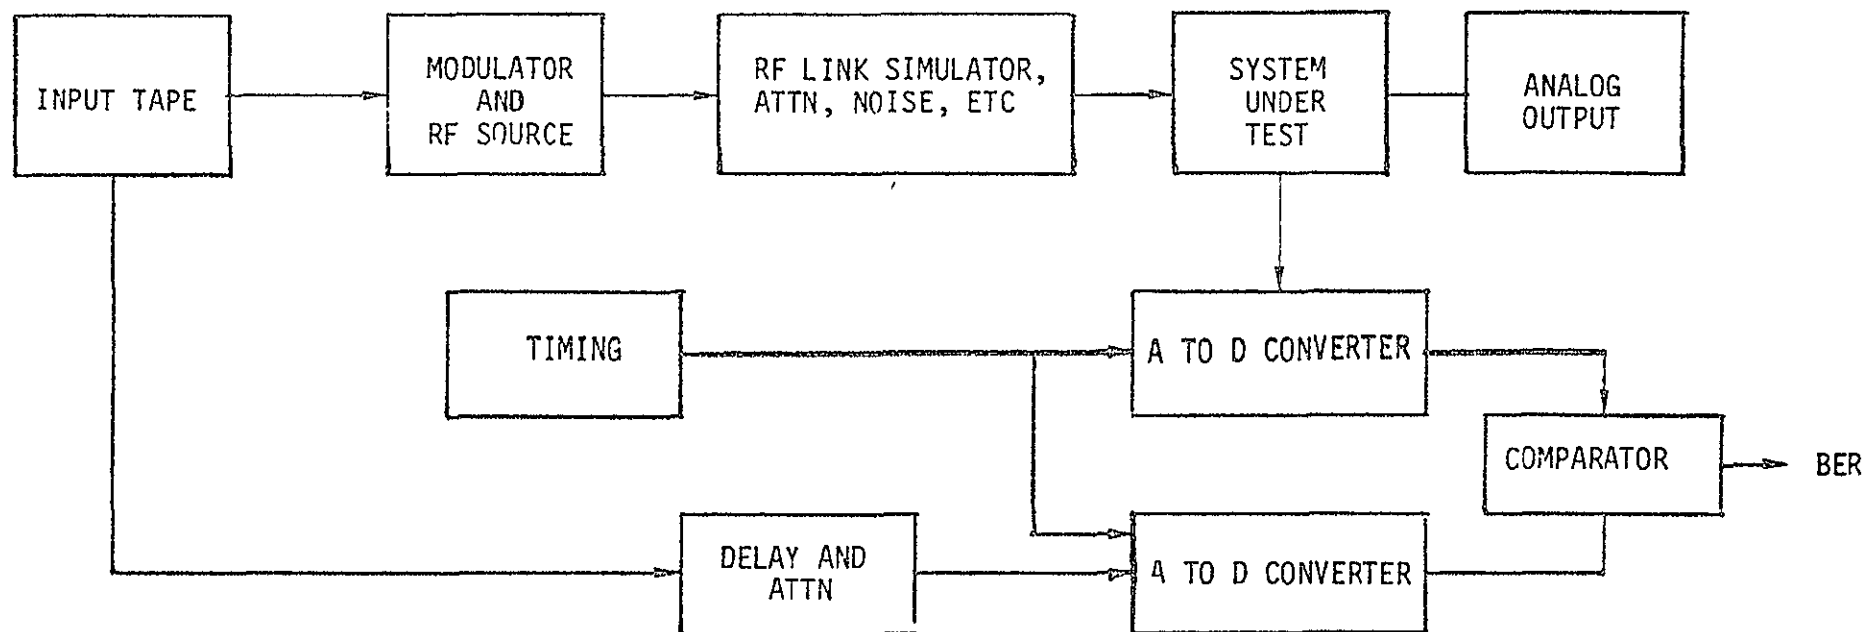 INPUT TAPE
MODULATOR
AND
RF SOURCE
RF LINK SIMULATOR,
ATTN, NOISE, ETC
SYSTEM
UNDER
TEST
ANALOG
OUTPUT
TIMING
A TO D CONVERTER
COMPARATOR
BER
DELAY AND
ATTN
A TO D CONVERTER